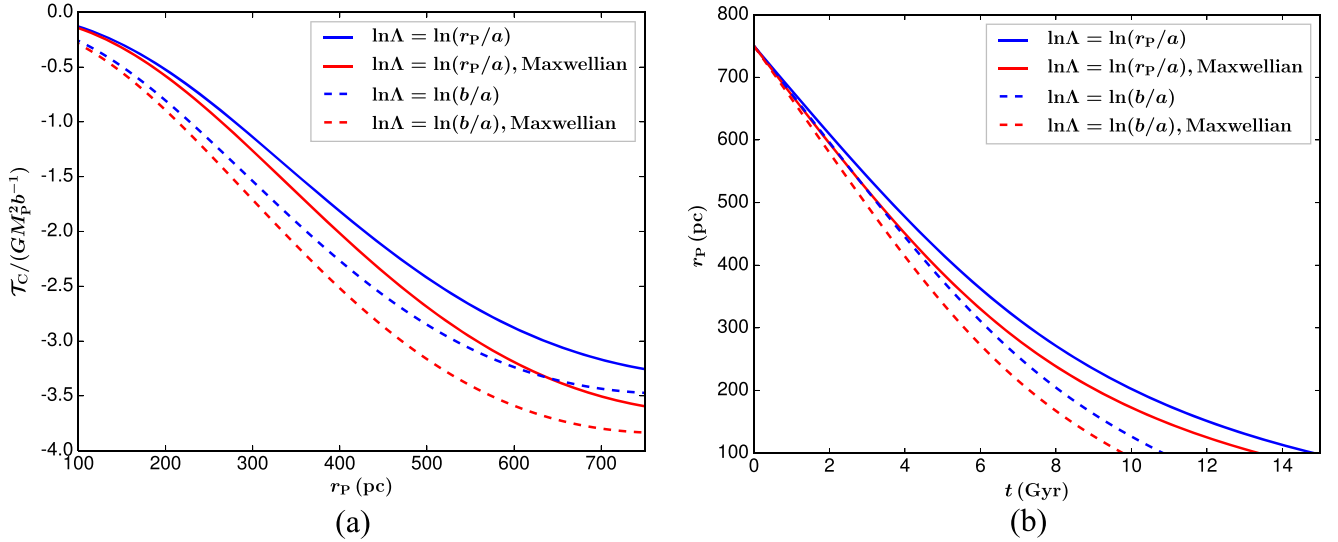 0.0
-0.5
-1.0
-1.5
-2.0
-2.5
-3.0
-3.5
-4.0
𝒯_C/(GM_P^2 b^{-1})
100 200 300 400 500 600 700
r_P (pc)
lnΛ = ln(r_P/a)
lnΛ = ln(r_P/a), Maxwellian
lnΛ = ln(b/a)
lnΛ = ln(b/a), Maxwellian
(a)
800
700
600
500
400
300
200
100
r_P (pc)
0 2 4 6 8 10 12 14
t (Gyr)
lnΛ = ln(r_P/a)
lnΛ = ln(r_P/a), Maxwellian
lnΛ = ln(b/a)
lnΛ = ln(b/a), Maxwellian
(b)